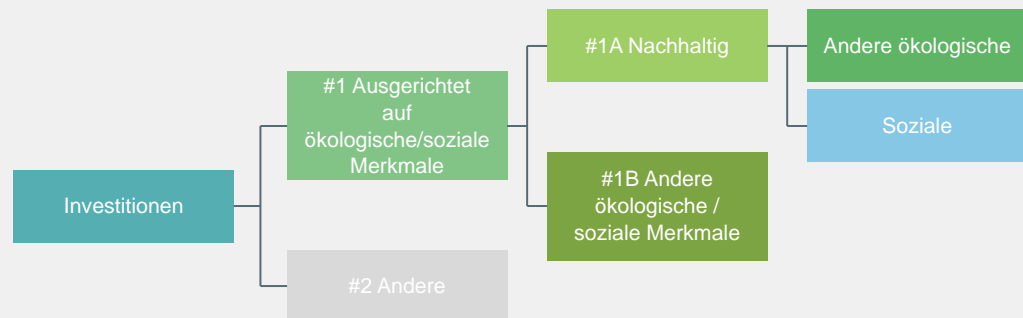 Investitionen
#1 Ausgerichtet
auf
ökologische/soziale
Merkmale
#2 Andere
#1A Nachhaltig
#1B Andere
ökologische /
soziale Merkmale
Andere ökologische
Soziale